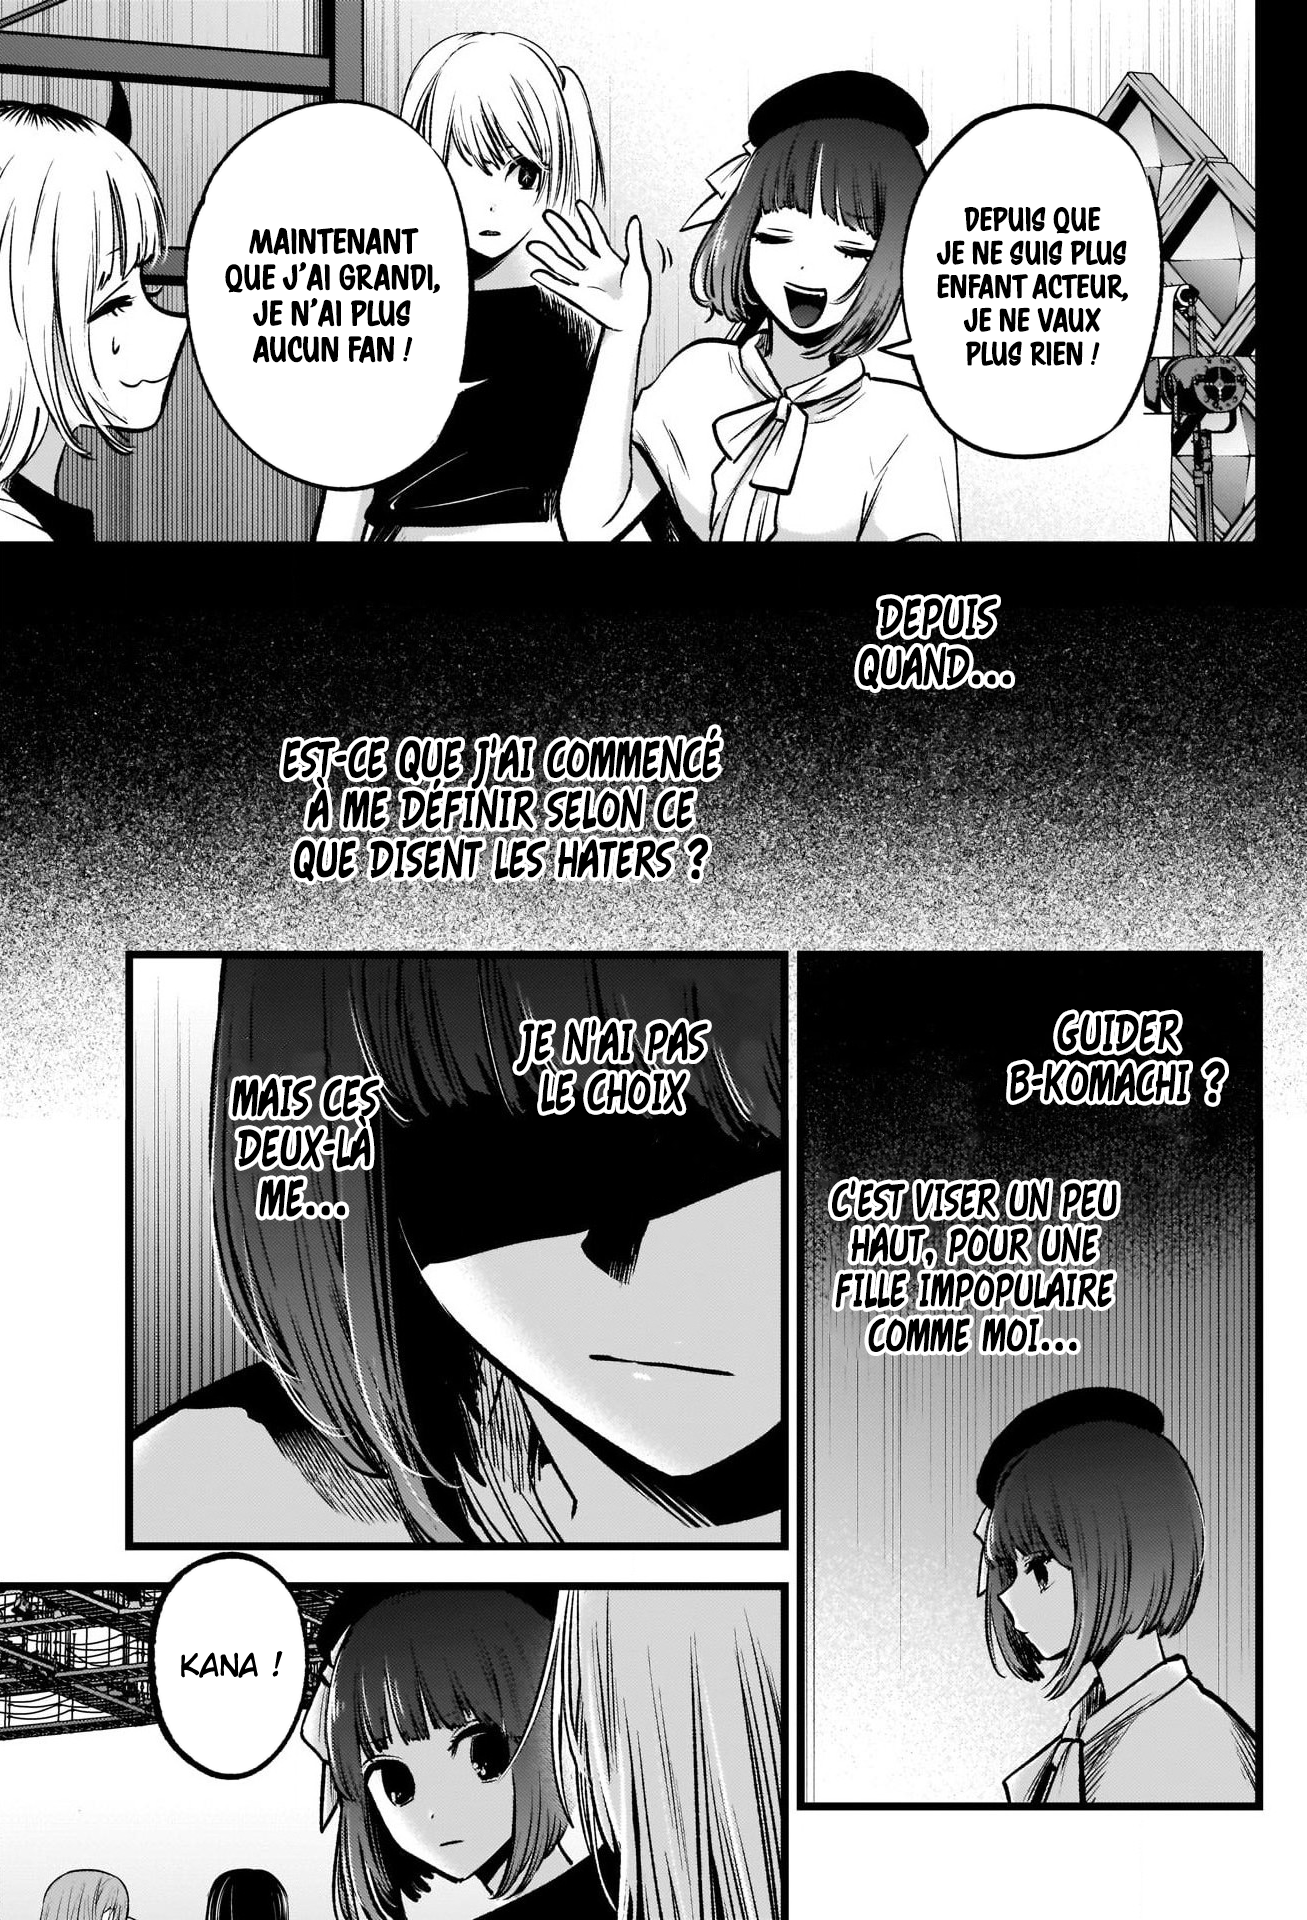 DEPUIS QUE
JE NE SUIS PLUS
ENFANT ACTEUR,
JE NE VAUX
PLUS RIEN !
MAINTENANT
QUE J'AI GRANDI,
JE N'AI PLUS
AUCUN FAN !
DEPUIS
QUAND...
EST-CE QUE J'AI COMMENCÉ
À ME DÉFINIR SELON CE
QUE DISENT LES HATERS ?
GUIDER
B-KOMACHI ?
C'EST VISER UN PEU
HAUT, POUR UNE
FILLE IMPOPULAIRE
COMME MOI...
JE N'AI PAS
LE CHOIX
MAIS CES
DEUX-LÀ
ME...
KANA !